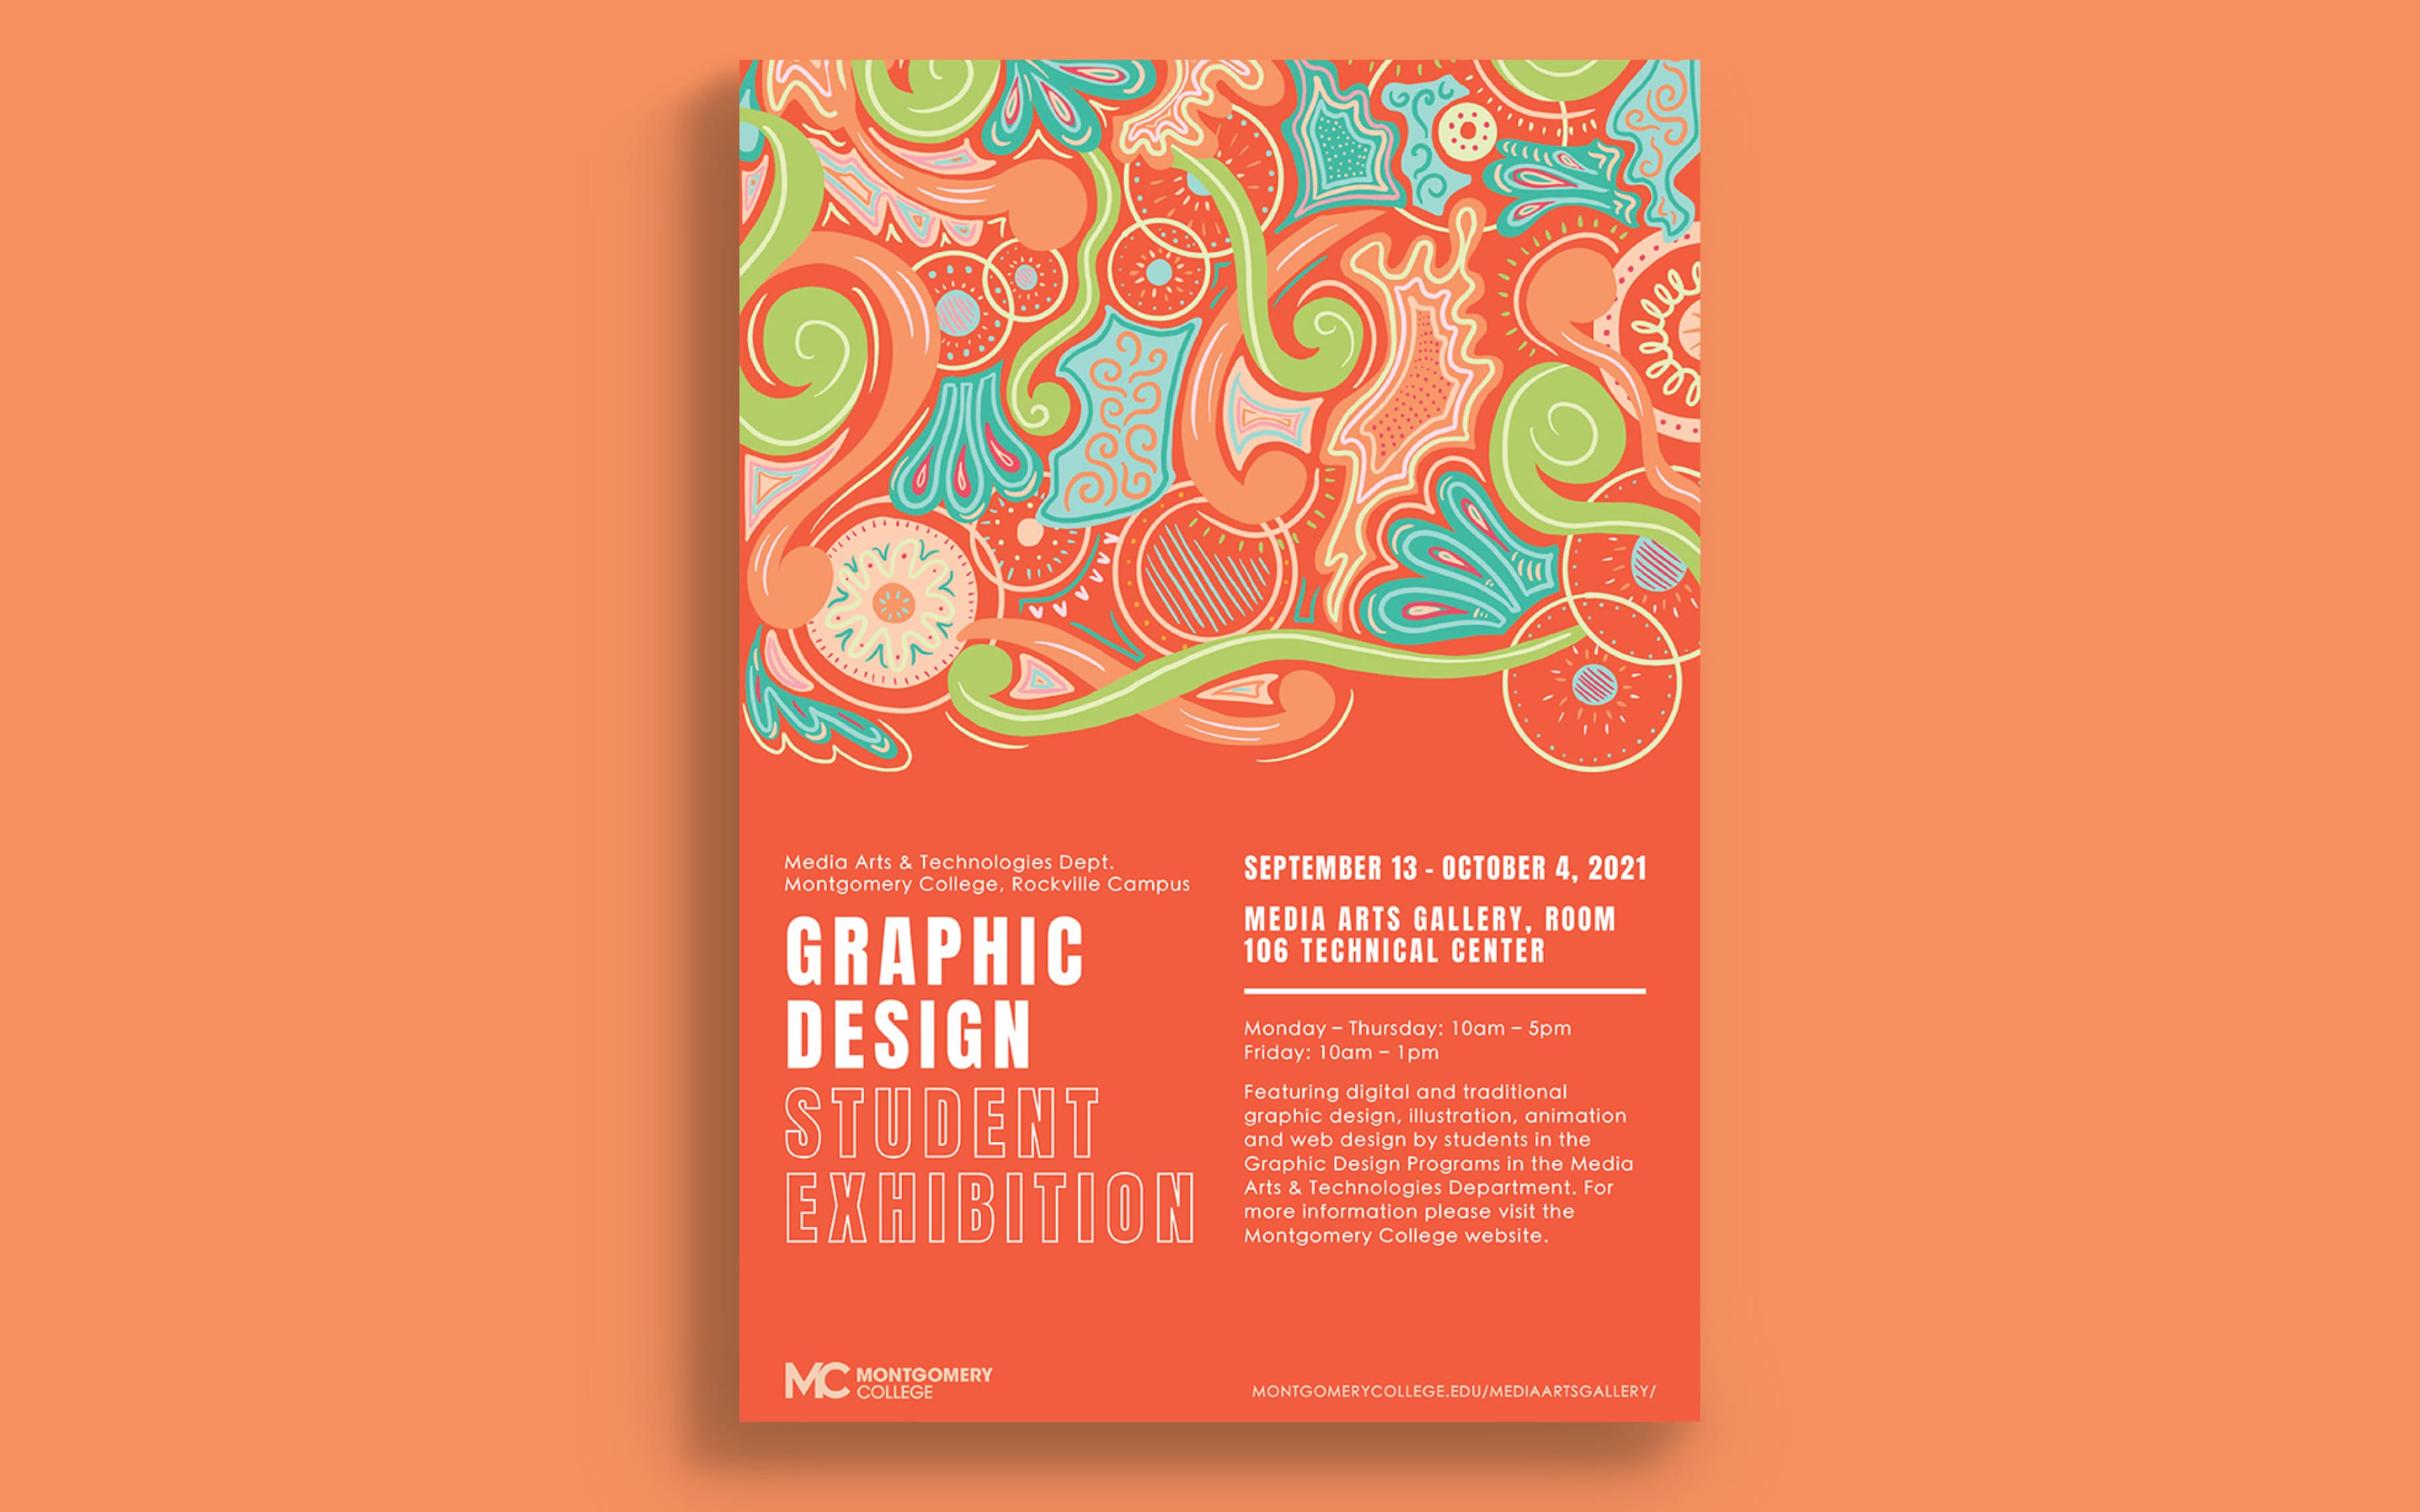 Media Arts & Technologies Dept.
Montgomery College, Rockville Campus
GRAPHIC
DESIGN
STUDENT
EXHIBITION
SEPTEMBER 13 - OCTOBER 4, 2021
MEDIA ARTS GALLERY, ROOM
106 TECHNICAL CENTER
Monday – Thursday: 10am – 5pm
Friday: 10am – 1pm
Featuring digital and traditional
graphic design, illustration, animation
and web design by students in the
Graphic Design Programs in the Media
Arts & Technologies Department. For
more information please visit the
Montgomery College website.
MC MONTGOMERY
COLLEGE
MONTGOMERYCOLLEGE.EDU/MEDIAARTSGALLERY/